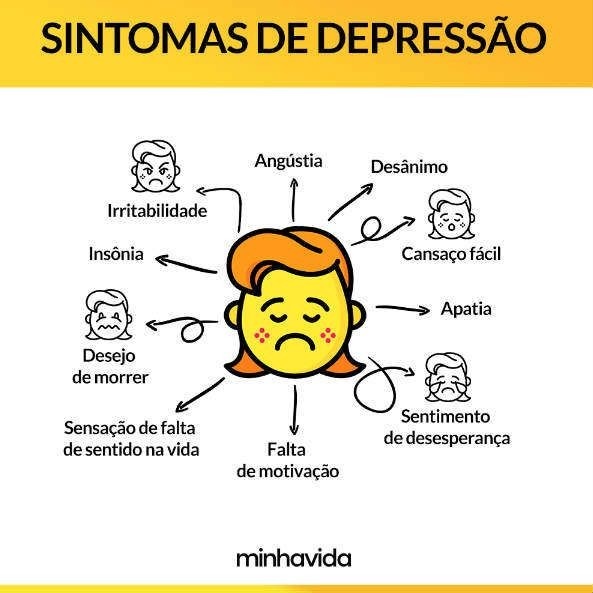 SINTOMAS DE DEPRESSÃO
Angústia
Desânimo
Irritabilidade
Cansaço fácil
Insônia
Apatia
Desejo
de morrer
Sentimento
de desesperança
Sensação de falta
de sentido na vida
Falta
de motivação
minhavida